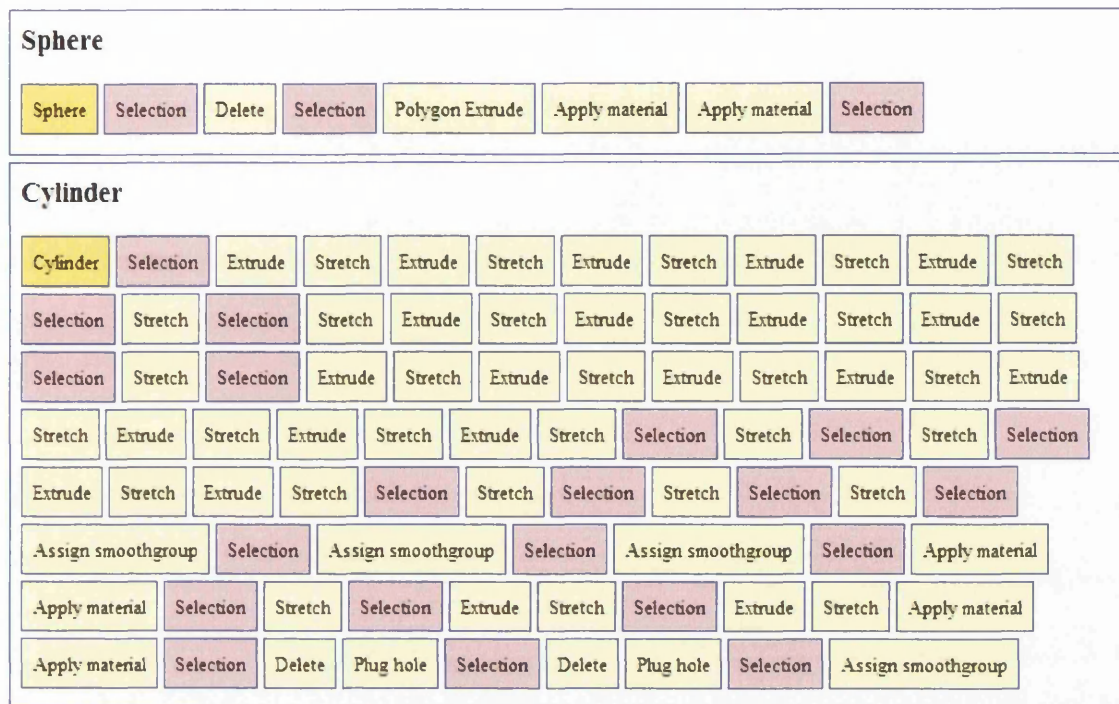 Sphere
Sphere Selection Delete Selection Polygon Extrude Apply material Apply material Selection
Cylinder
Cylinder Selection Extrude Stretch Extrude Stretch Extrude Stretch Extrude Stretch Extrude Stretch
Selection Stretch Selection Stretch Extrude Stretch Extrude Stretch Extrude Stretch Extrude Stretch
Selection Stretch Selection Extrude Stretch Extrude Stretch Extrude Stretch Extrude Stretch Extrude
Stretch Extrude Stretch Extrude Stretch Extrude Stretch Selection Stretch Selection Stretch Selection
Extrude Stretch Extrude Stretch Selection Stretch Selection Stretch Selection Stretch Selection
Assign smoothgroup Selection Assign smoothgroup Selection Assign smoothgroup Selection Apply material
Apply material Selection Stretch Selection Extrude Stretch Selection Extrude Stretch Apply material
Apply material Selection Delete Plug hole Selection Delete Plug hole Selection Assign smoothgroup